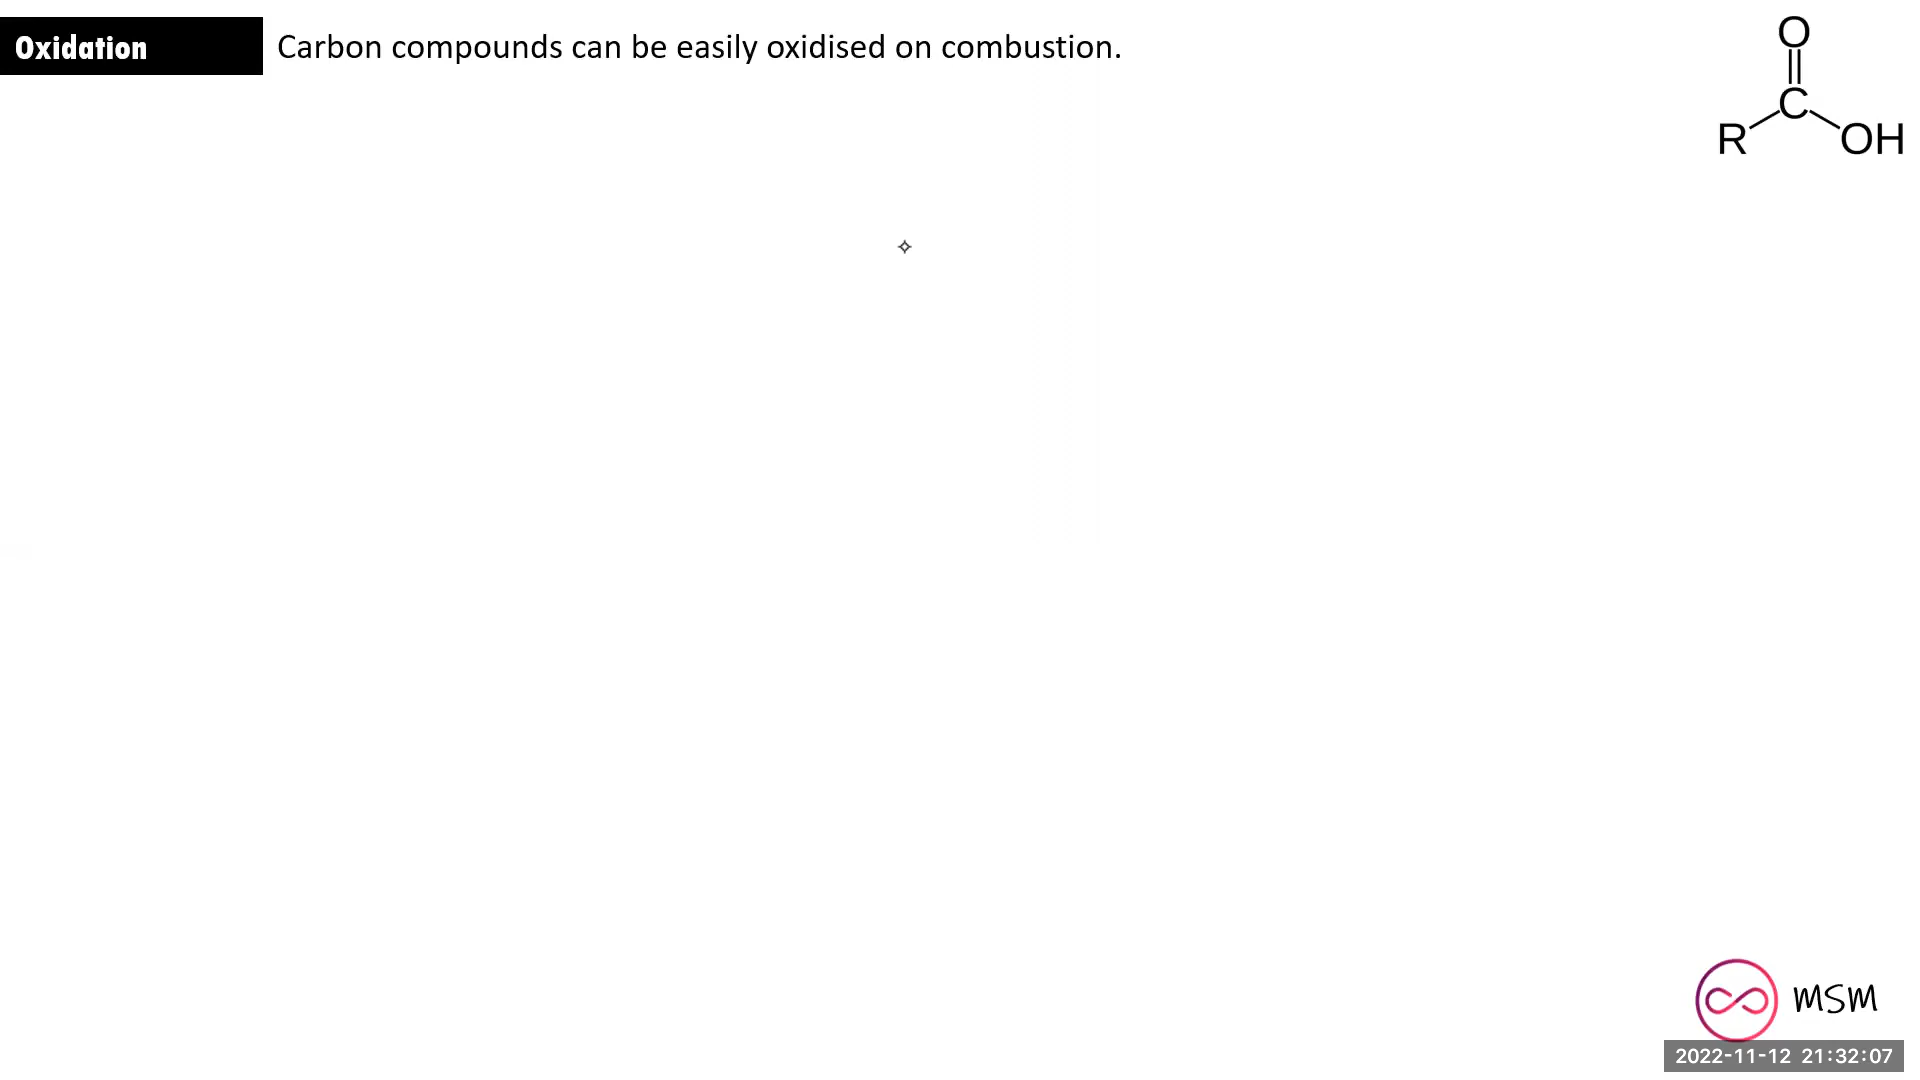 Oxidation
Carbon compounds can be easily oxidised on combustion.
O
C
R
OH
MSM
2022-11-12 21:32:07